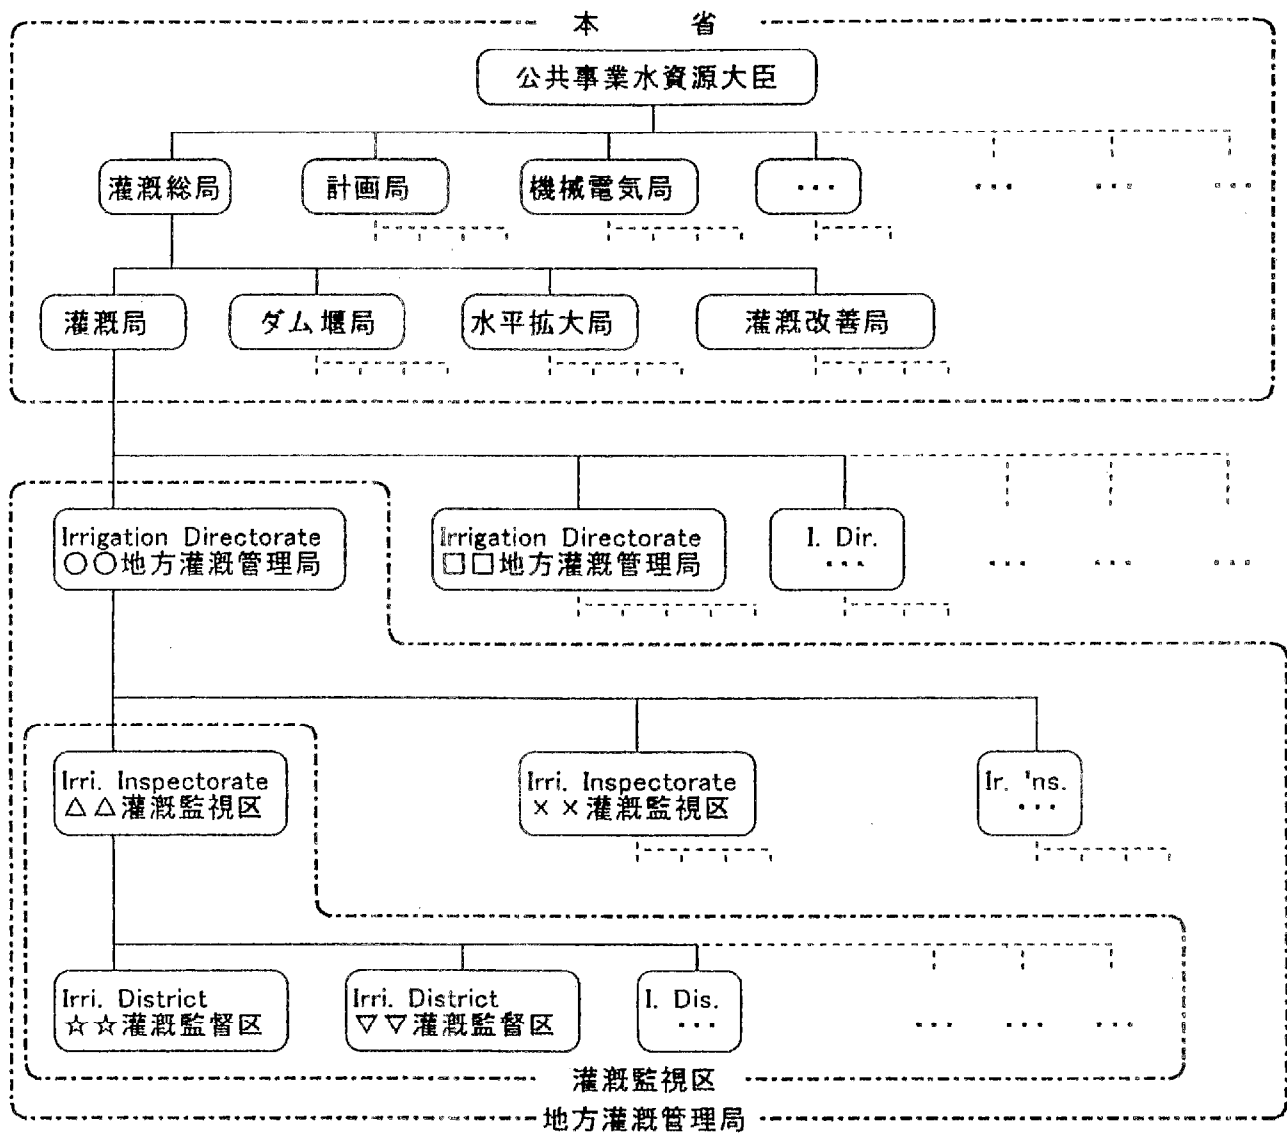 本 省
公共事業水資源大臣
灌漑総局 計画局 機械電気局 ・・・ ・・・ ・・・ ・・・
灌漑局 ダム堰局 水平拡大局 灌漑改善局
Irrigation Directorate Irrigation Directorate I. Dir.
○○地方灌漑管理局 □□地方灌漑管理局 ・・・ ・・・ ・・・ ・・・
Irri. Inspectorate Irri. Inspectorate Ir. 'ns.
△△灌漑監視区 ××灌漑監視区 ・・・
Irri. District Irri. District I. Dis.
☆☆灌漑監督区 ▽▽灌漑監督区 ・・・ ・・・ ・・・ ・・・
灌漑監視区
地方灌漑管理局